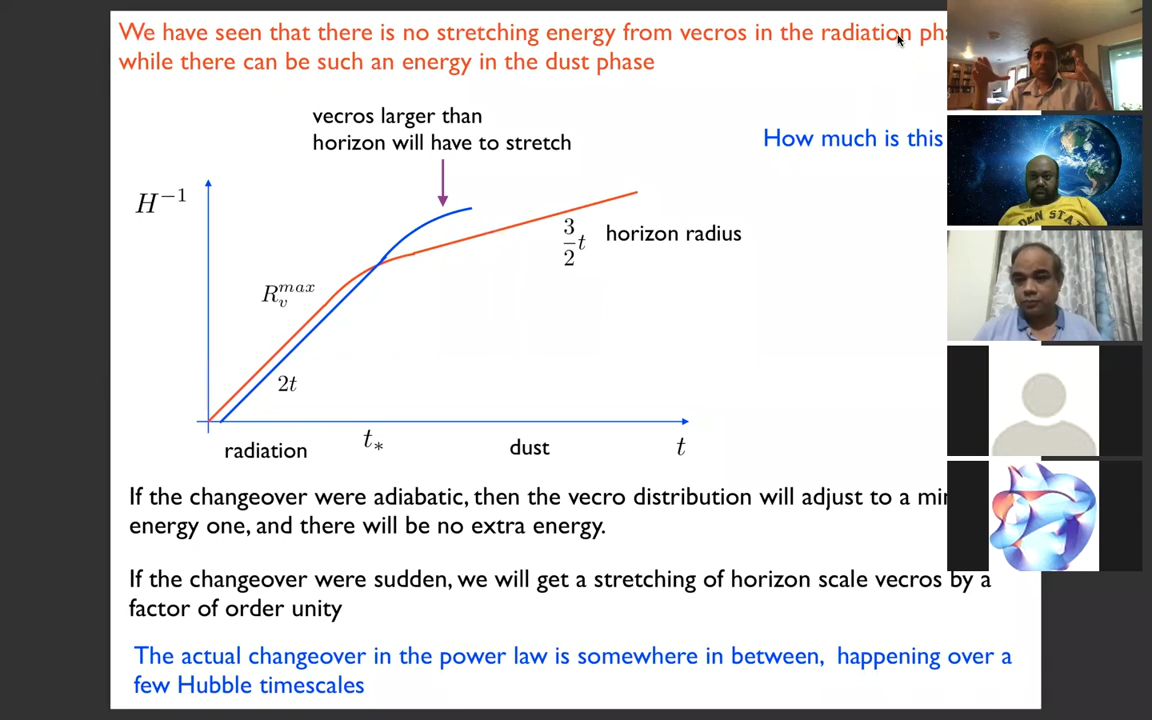 We have seen that there is no stretching energy from vecros in the radiation
while there can be such an energy in the dust phase
vecros larger than
horizon will have to stretch
How much is this
H⁻¹
3/2 t horizon radius
R_v^{max}
2t
radiation
t_*
dust
t
If the changeover were adiabatic, then the vecro distribution will adjust to a
energy one, and there will be no extra energy.
If the changeover were sudden, we will get a stretching of horizon scale vecros by a
factor of order unity
The actual changeover in the power law is somewhere in between, happening over a
few Hubble timescales